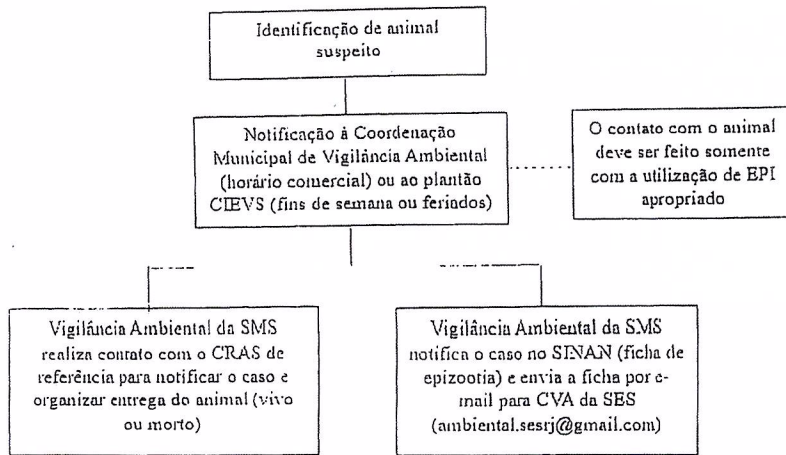 Identificação de animal
suspeito
Notificação à Coordenação
Municipal de Vigilância Ambiental
(horário comercial) ou ao plantão
CIEVS (fins de semana ou feriados)
O contato com o animal
deve ser feito somente
com a utilização de EPI
apropriado
Vigilância Ambiental da SMS
realiza contato com o CRAS de
referência para notificar o caso e
organizar entrega do animal (vivo
ou morto)
Vigilância Ambiental da SMS
notifica o caso no SINAN (ficha de
epizootia) e envia a ficha por e-
mail para CVA da SES
(ambiental.sesrj@gmail.com)